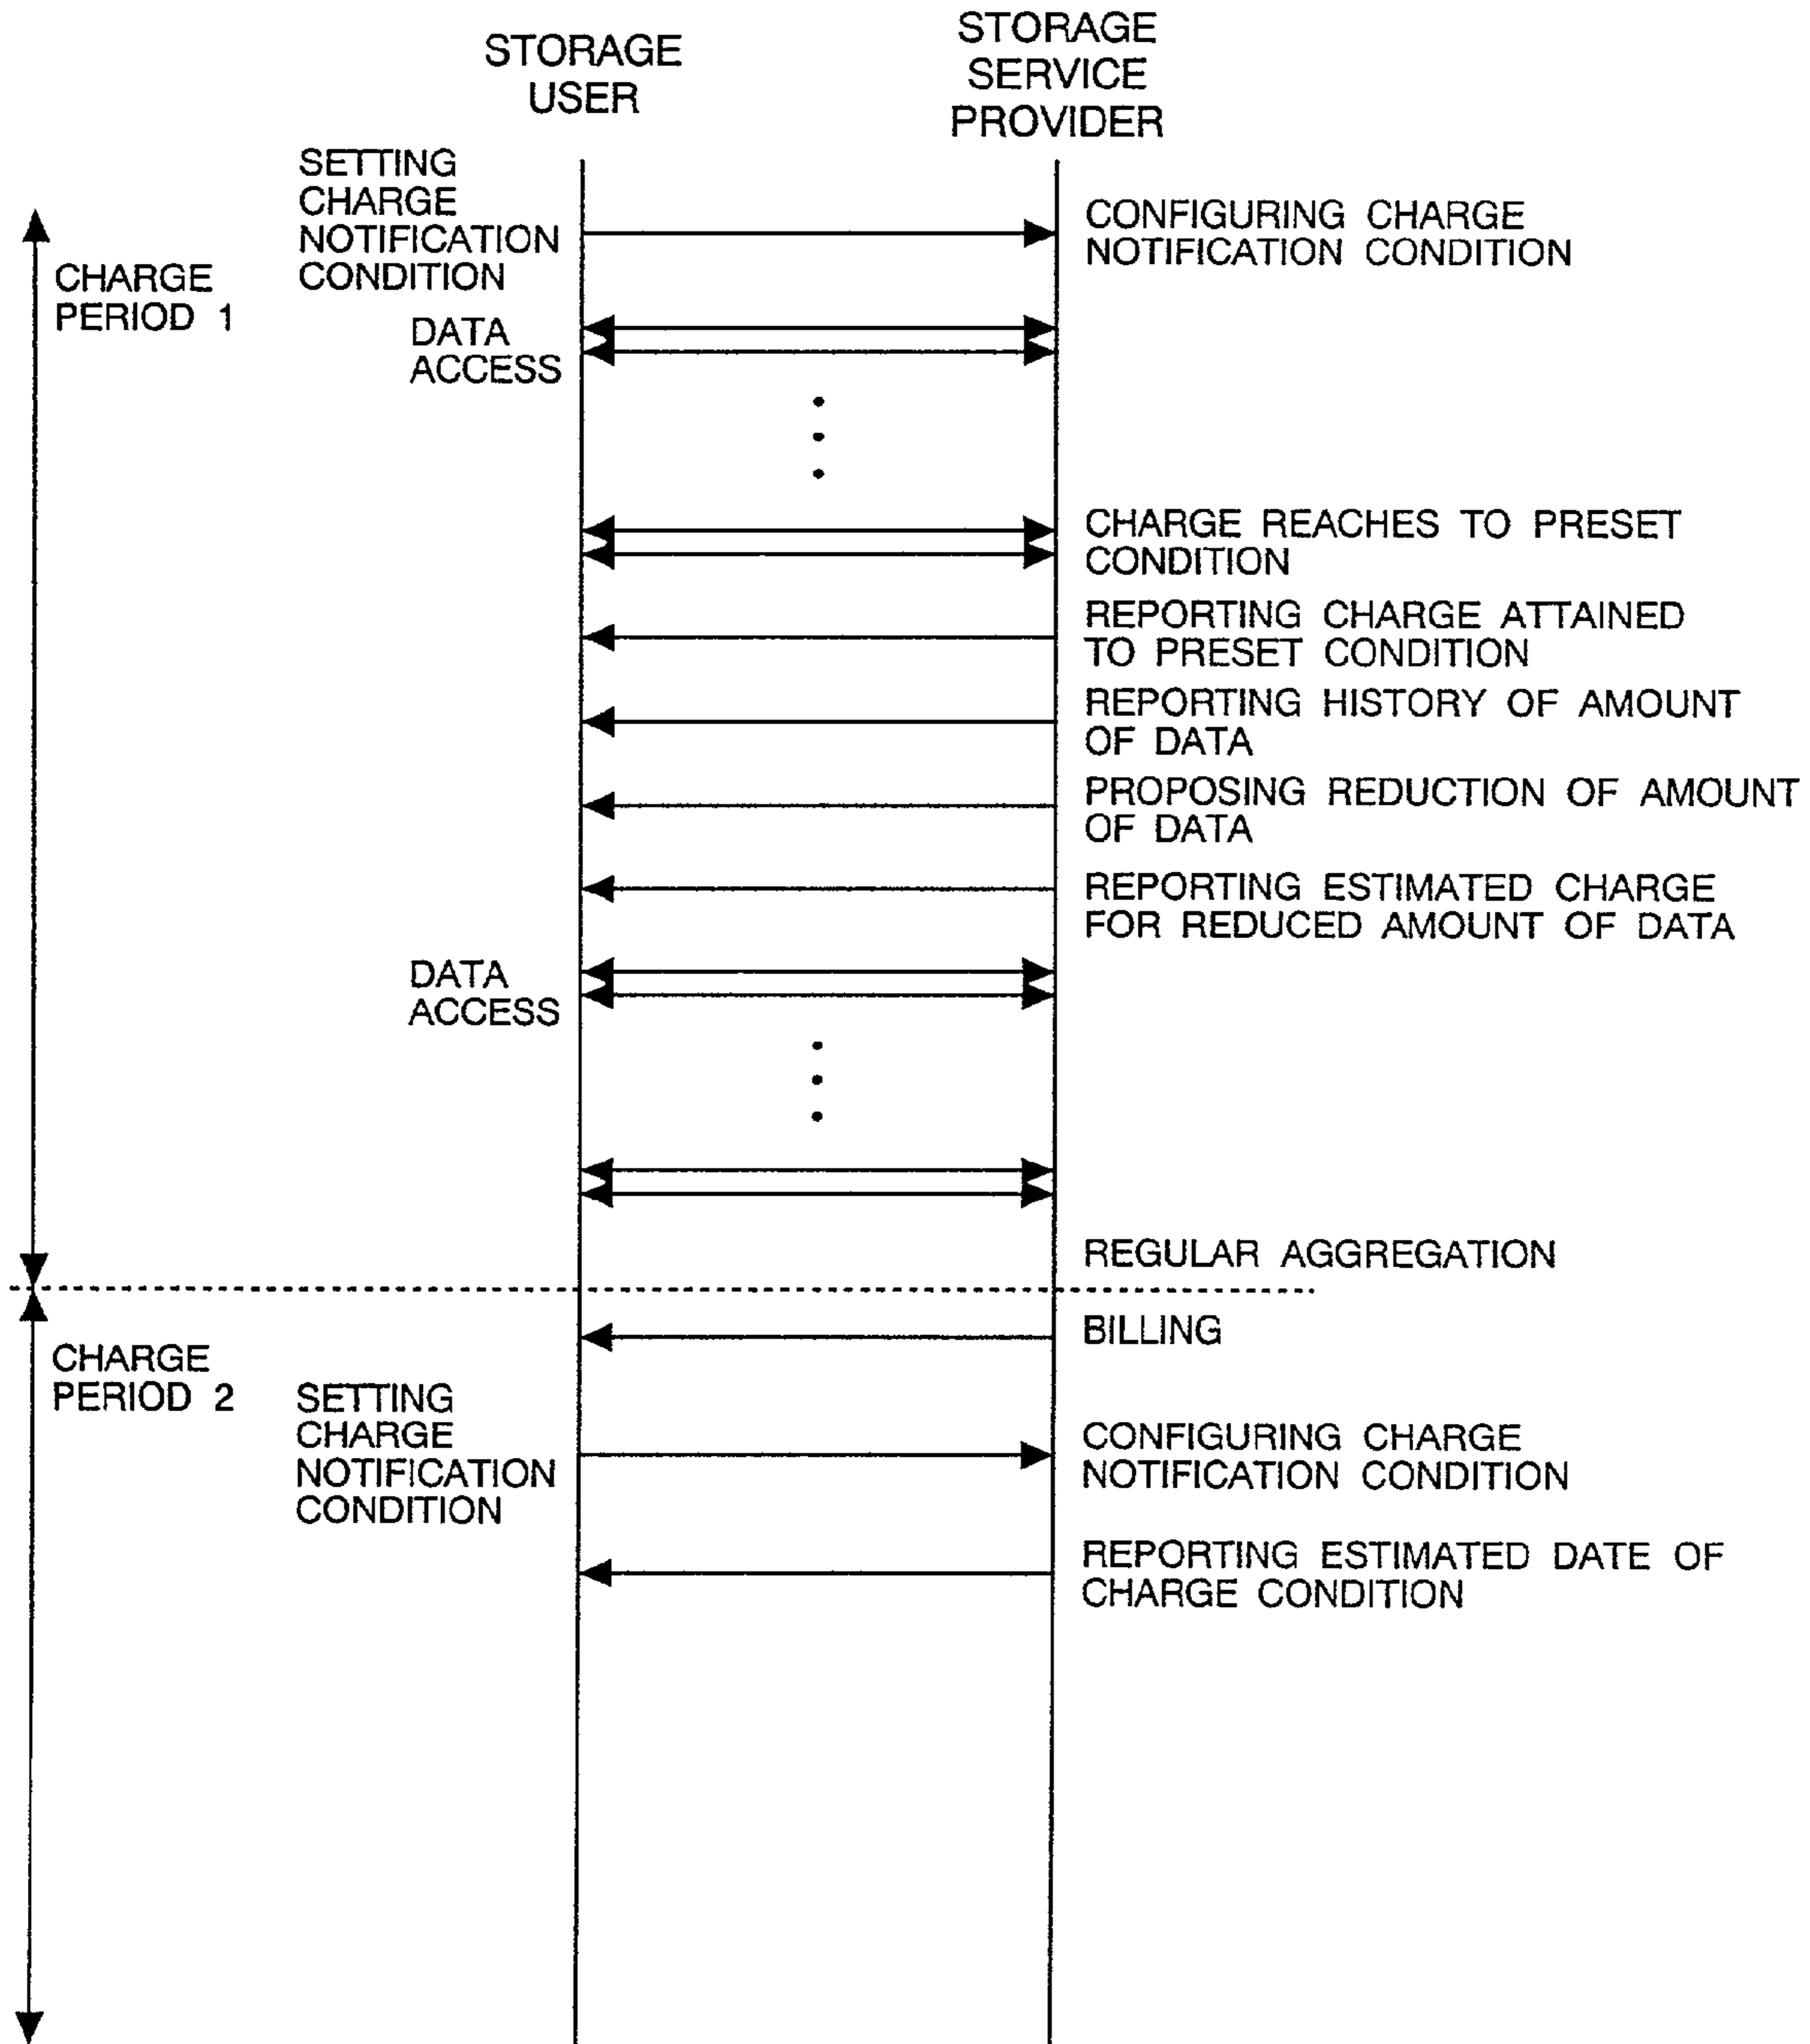 STORAGE
USER
STORAGE
SERVICE
PROVIDER
CHARGE
PERIOD 1
SETTING
CHARGE
NOTIFICATION
CONDITION
CONFIGURING CHARGE
NOTIFICATION CONDITION
DATA
ACCESS
CHARGE REACHES TO PRESET
CONDITION
REPORTING CHARGE ATTAINED
TO PRESET CONDITION
REPORTING HISTORY OF AMOUNT
OF DATA
PROPOSING REDUCTION OF AMOUNT
OF DATA
REPORTING ESTIMATED CHARGE
FOR REDUCED AMOUNT OF DATA
DATA
ACCESS
REGULAR AGGREGATION
BILLING
CHARGE
PERIOD 2
SETTING
CHARGE
NOTIFICATION
CONDITION
CONFIGURING CHARGE
NOTIFICATION CONDITION
REPORTING ESTIMATED DATE OF
CHARGE CONDITION